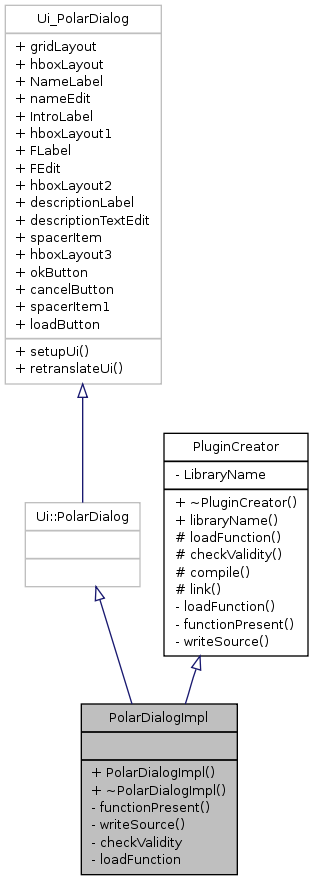 Ui_PolarDialog
+ gridLayout
+ hboxLayout
+ NameLabel
+ nameEdit
+ IntroLabel
+ hboxLayout1
+ FLabel
+ FEdit
+ hboxLayout2
+ descriptionLabel
+ descriptionTextEdit
+ spacerItem
+ hboxLayout3
+ okButton
+ cancelButton
+ spacerItem1
+ loadButton
+ setupUi()
+ retranslateUi()
PluginCreator
- LibraryName
+ ~PluginCreator()
+ libraryName()
# loadFunction()
# checkValidity()
# compile()
# link()
- loadFunction()
- functionPresent()
- writeSource()
Ui::PolarDialog
PolarDialogImpl
+ PolarDialogImpl()
+ ~PolarDialogImpl()
- functionPresent()
- writeSource()
- checkValidity
- loadFunction